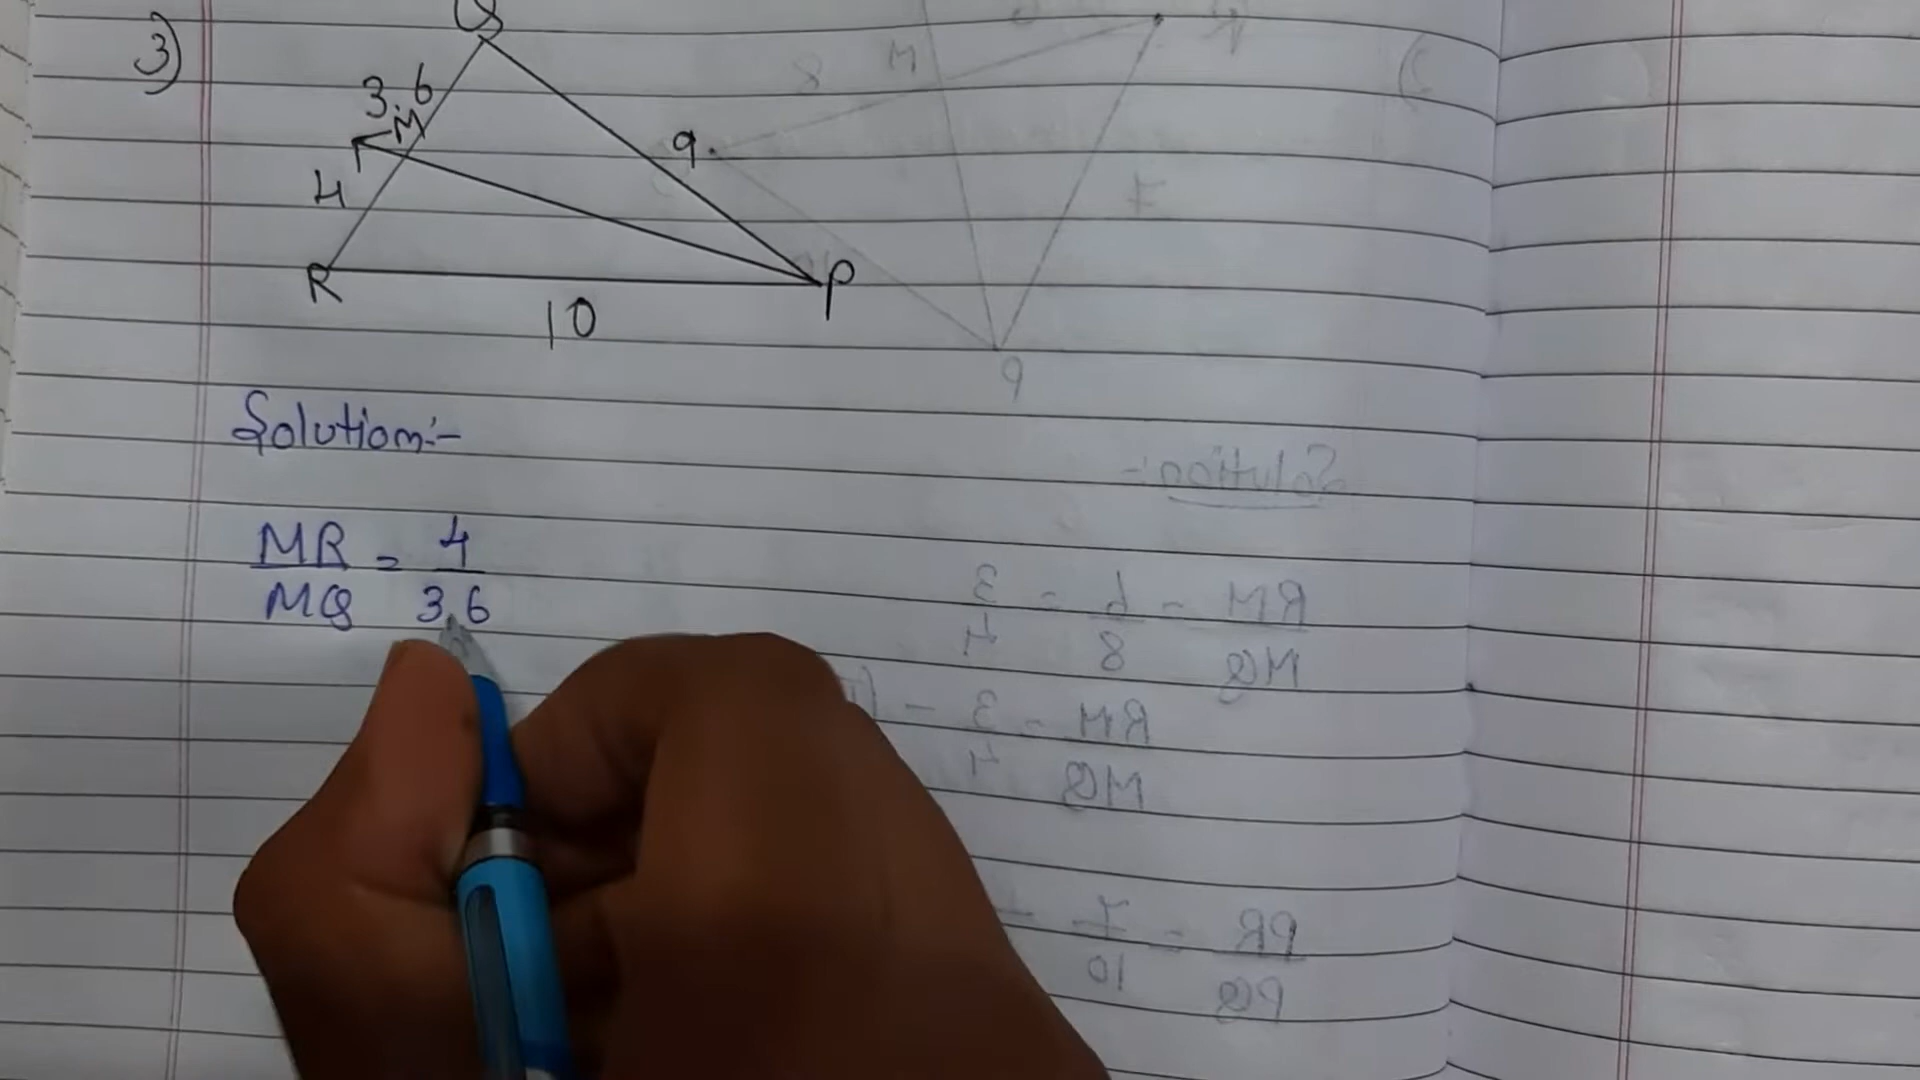 3)
Q
3.6
M
9
4
R
P
10
Solution:-
MR = 4
MQ 3.6